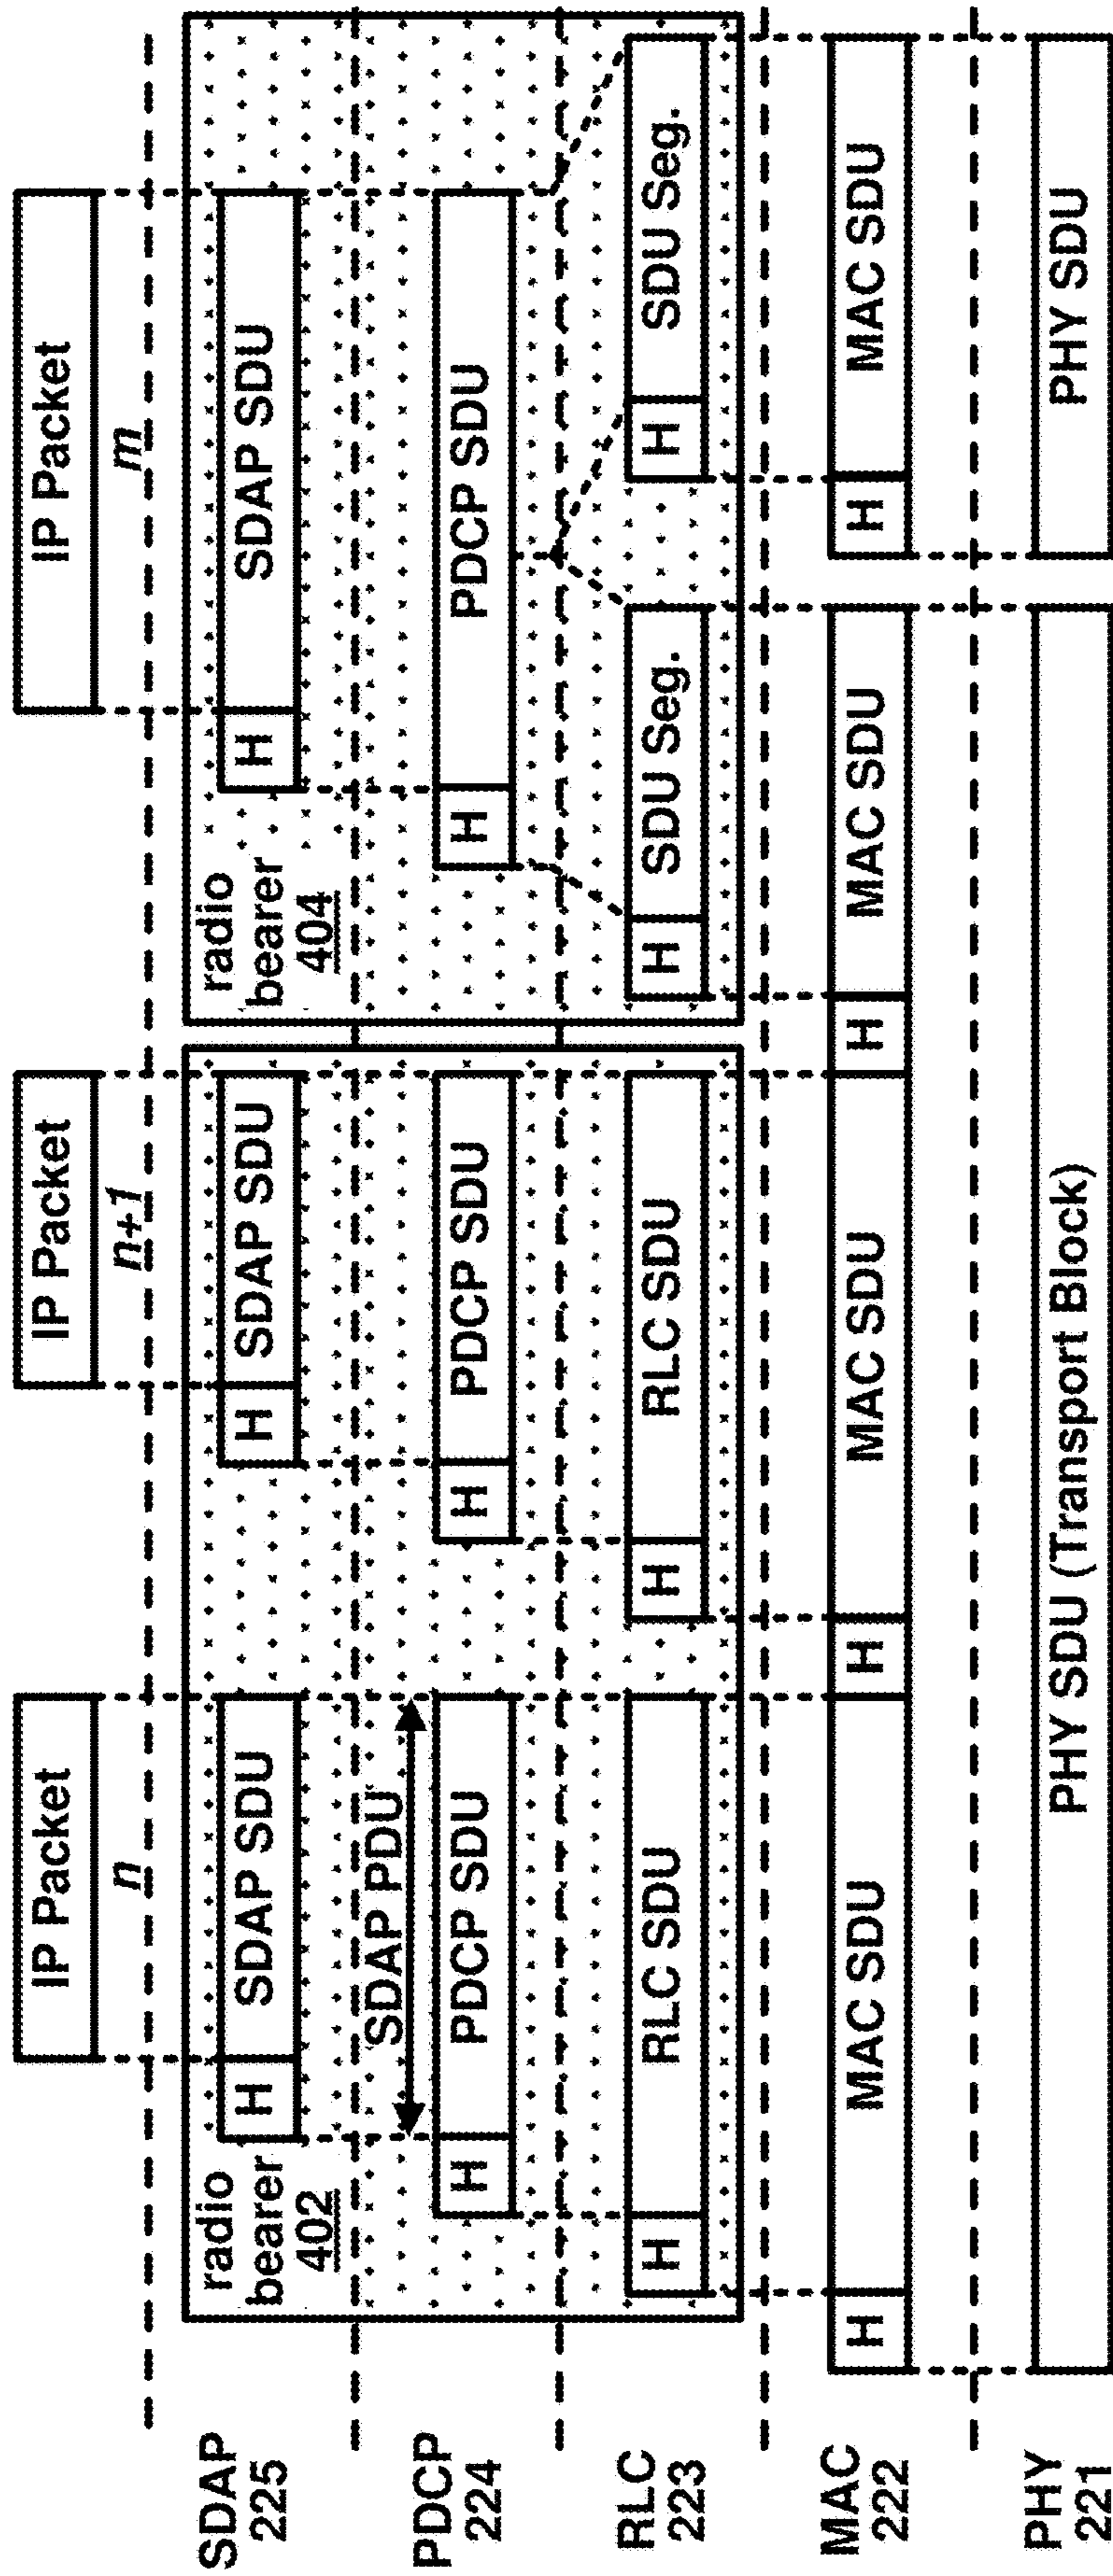 IP Packet
n
IP Packet
n+1
IP Packet
m
SDAP
225
radio
bearer
402
H
SDAP SDU
H
SDAP SDU
radio
bearer
404
H
SDAP SDU
SDAP PDU
PDCP
224
H
PDCP SDU
H
PDCP SDU
H
PDCP SDU
RLC
223
H
RLC SDU
H
RLC SDU
H
SDU Seg.
H
SDU Seg.
MAC
222
H
MAC SDU
H
MAC SDU
H
MAC SDU
H
MAC SDU
PHY
221
PHY SDU (Transport Block)
PHY SDU